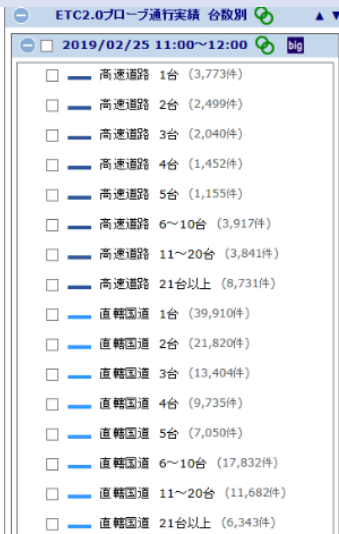 ETC2.0プローブ通行実績 台数別
2019/02/25 11:00～12:00 big
高速道路 1台 (3,773件)
高速道路 2台 (2,499件)
高速道路 3台 (2,040件)
高速道路 4台 (1,452件)
高速道路 5台 (1,155件)
高速道路 6～10台 (3,917件)
高速道路 11～20台 (3,841件)
高速道路 21台以上 (8,731件)
直轄国道 1台 (39,910件)
直轄国道 2台 (21,820件)
直轄国道 3台 (13,404件)
直轄国道 4台 (9,735件)
直轄国道 5台 (7,050件)
直轄国道 6～10台 (17,832件)
直轄国道 11～20台 (11,682件)
直轄国道 21台以上 (6,343件)